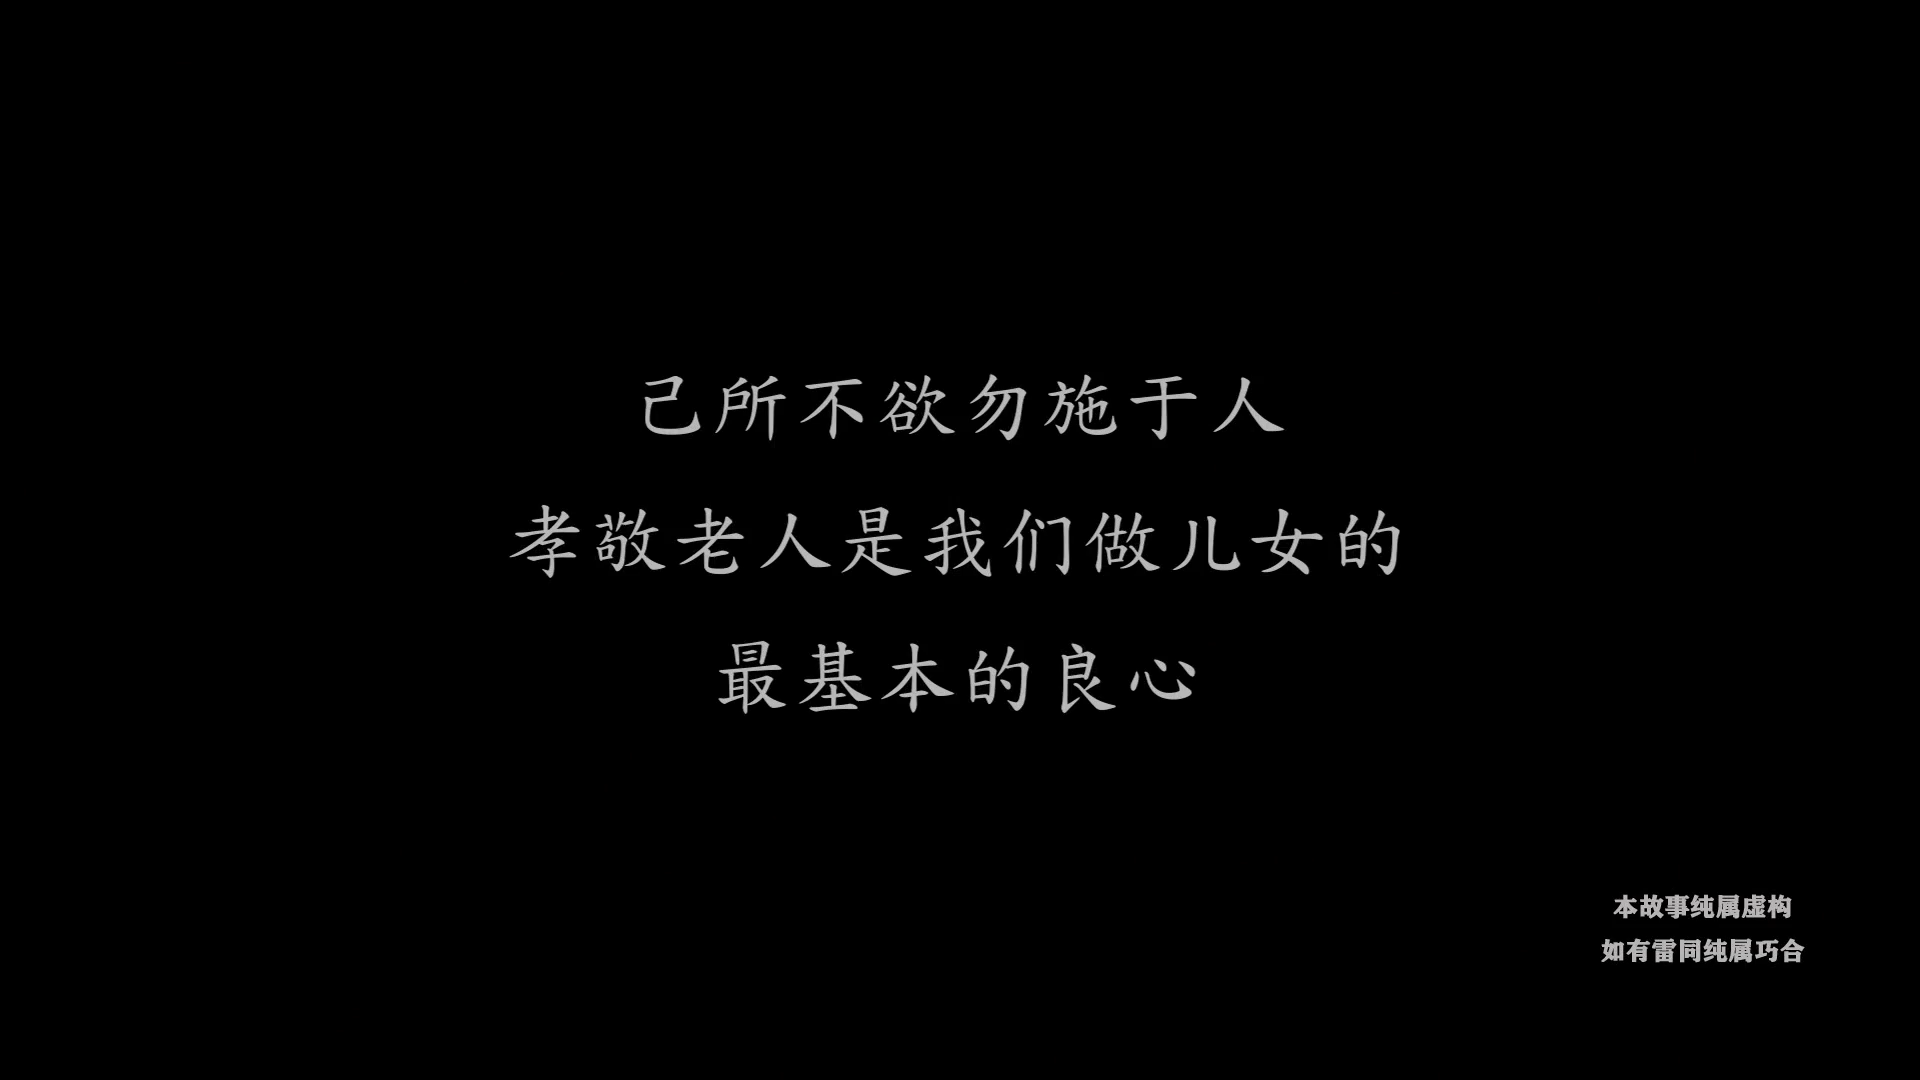 己所不欲勿施于人
孝敬老人是我们做儿女的
最基本的良心
本故事纯属虚构
如有雷同纯属巧合